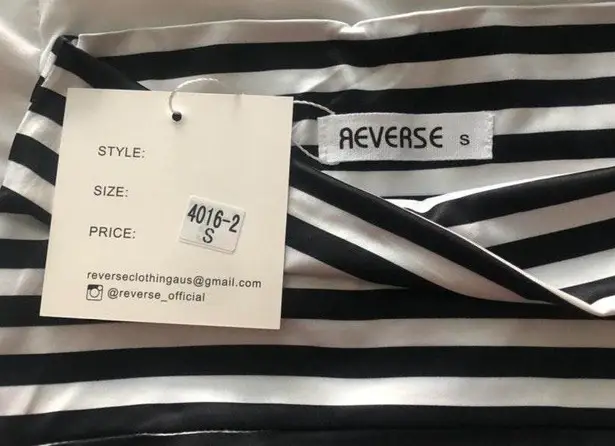 REVERSE S
STYLE:
SIZE:
4016-2
S
PRICE:
reverseclothingaus@gmail.com
@reverse_official